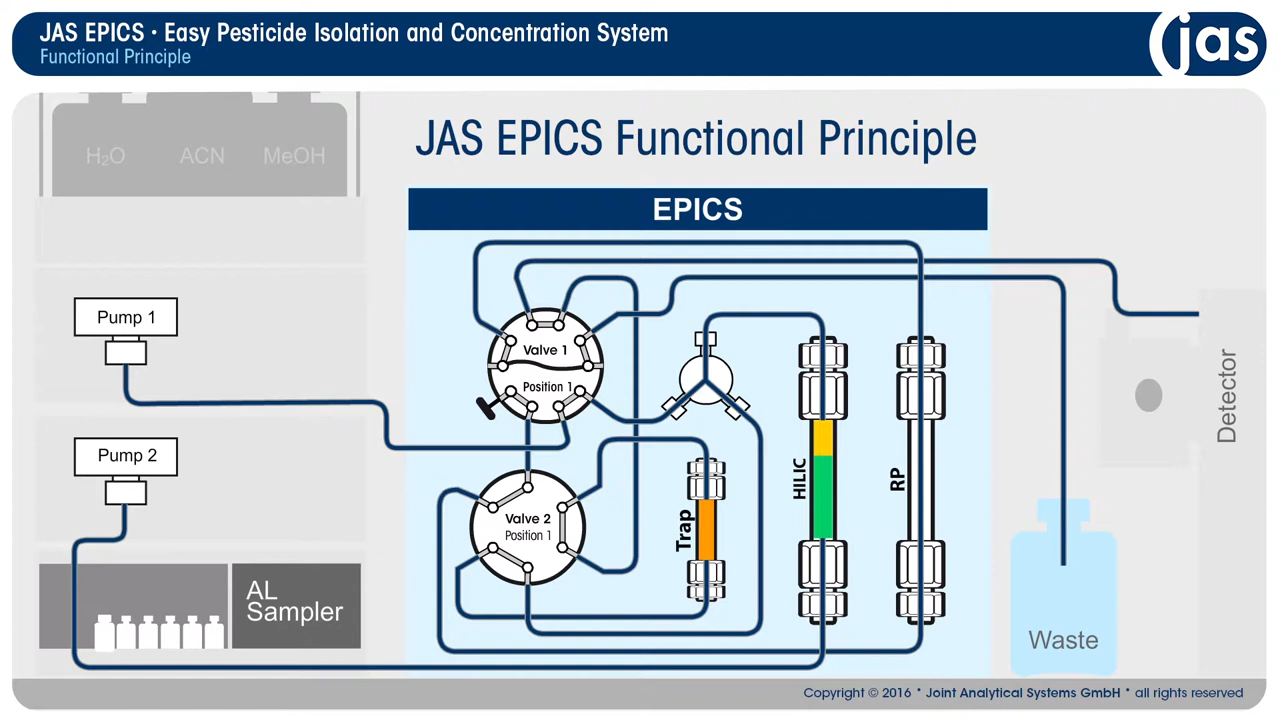 JAS EPICS · Easy Pesticide Isolation and Concentration System
Functional Principle
jas
H₂O
ACN
MeOH
JAS EPICS Functional Principle
EPICS
Pump 1
Valve 1
Position 1
Detector
Pump 2
HILIC
RP
Trap
Valve 2
Position 1
AL
Sampler
Waste
Copyright © 2016 * Joint Analytical Systems GmbH * all rights reserved